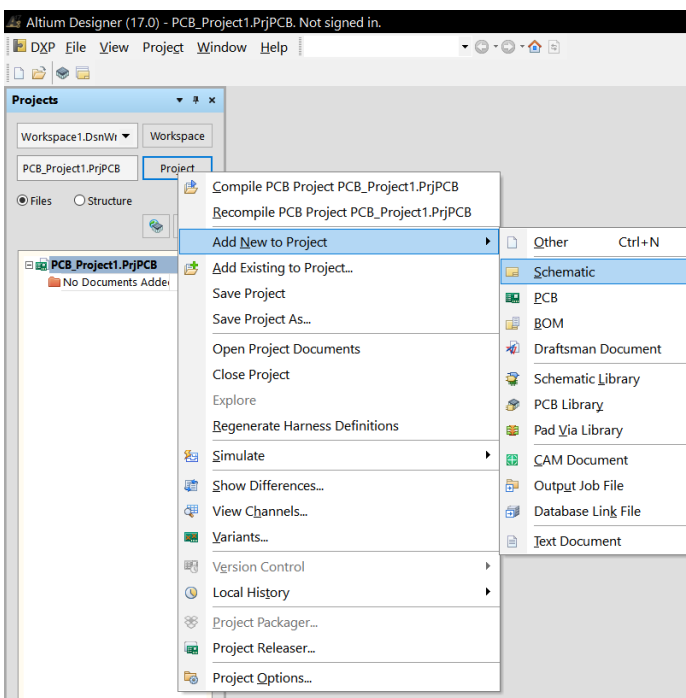 Altium Designer (17.0) - PCB_Project1.PrjPCB. Not signed in.
DXP File View Project Window Help
Projects
Workspace1.DsnWr Workspace
PCB_Project1.PrjPCB Project
Files Structure
PCB_Project1.PrjPCB
No Documents Added
Compile PCB Project PCB_Project1.PrjPCB
Recompile PCB Project PCB_Project1.PrjPCB
Add New to Project
Add Existing to Project...
Save Project
Save Project As...
Open Project Documents
Close Project
Explore
Regenerate Harness Definitions
Simulate
Show Differences...
View Channels...
Variants...
Version Control
Local History
Project Packager...
Project Releaser...
Project Options...
Other Ctrl+N
Schematic
PCB
BOM
Draftsman Document
Schematic Library
PCB Library
Pad Via Library
CAM Document
Output Job File
Database Link File
Text Document